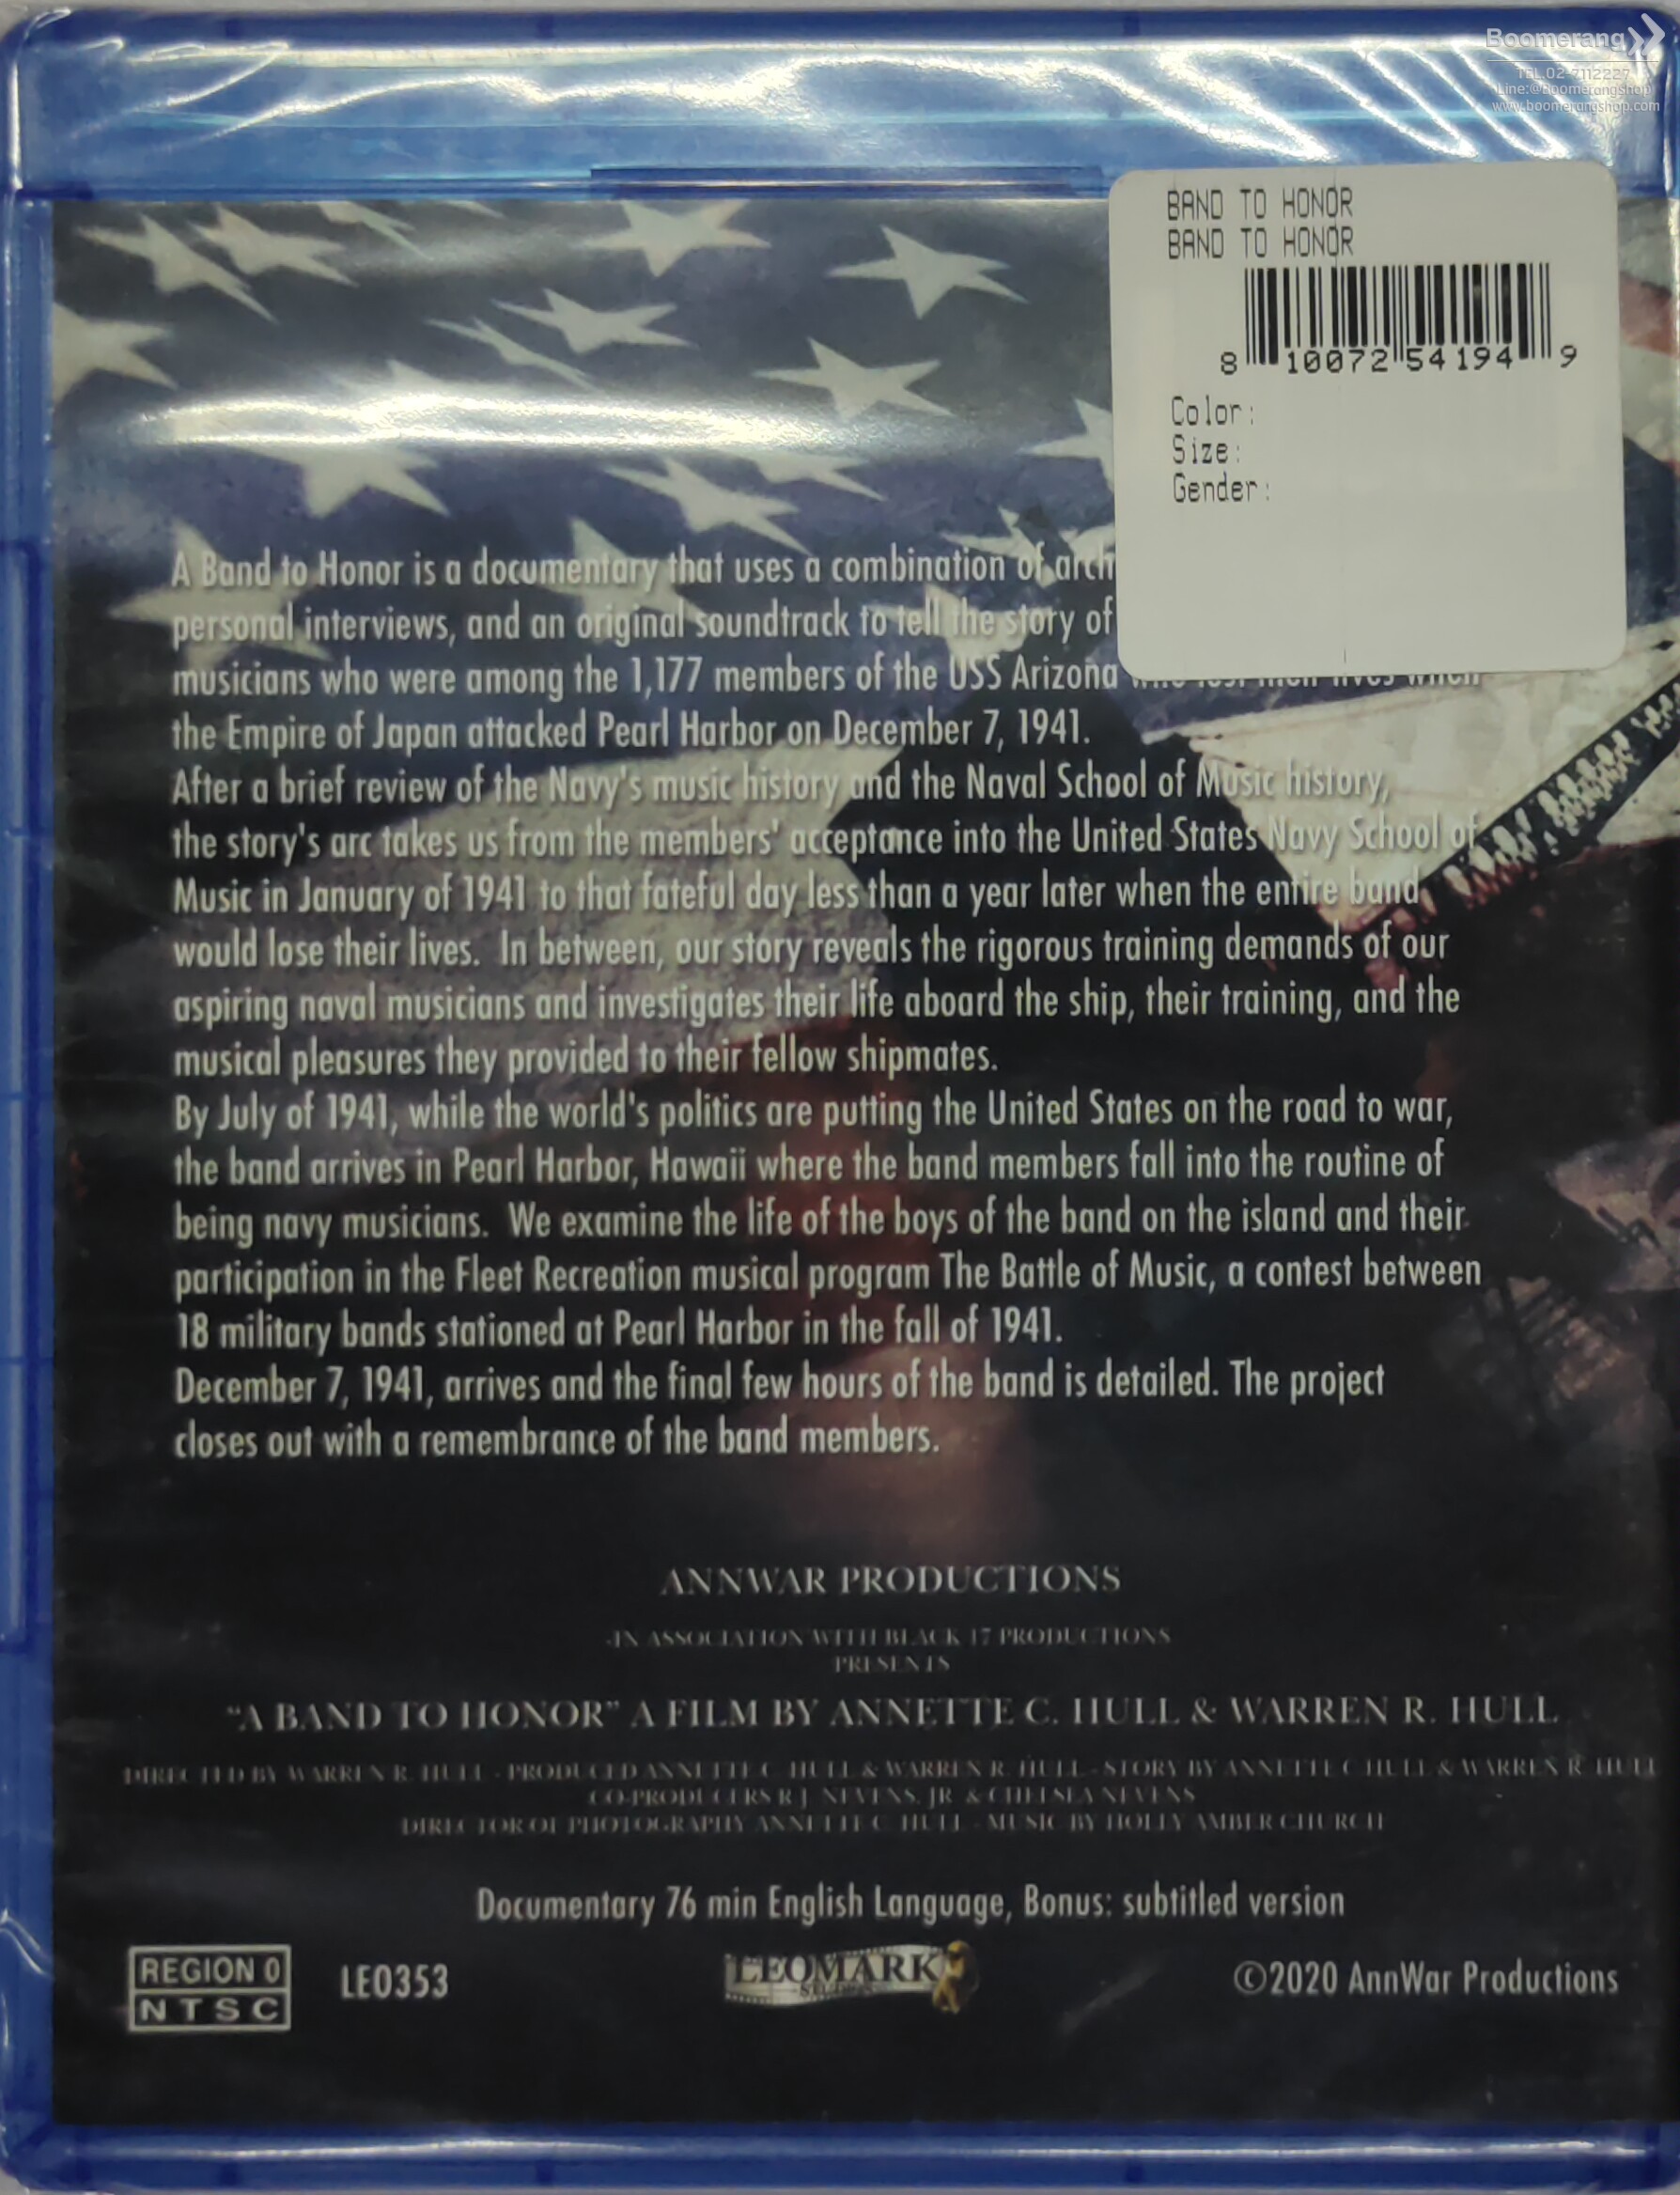 Boomerang
TEL.02-7112227
Line:@boomerangshop
www.boomerangshop.com
BAND TO HONOR
BAND TO HONOR
8 10072 54194 9
Color:
Size:
Gender:
A Band to Honor is a documentary that uses a combination of
personal interviews, and an original soundtrack to tell the story of
musicians who were among the 1,177 members of the USS Arizona
the Empire of Japan attacked Pearl Harbor on December 7, 1941.
After a brief review of the Navy's music history and the Naval School of Music history,
the story's arc takes us from the members' acceptance into the United States Navy School of
Music in January of 1941 to that fateful day less than a year later when the entire band
would lose their lives. In between, our story reveals the rigorous training demands of our
aspiring naval musicians and investigates their life aboard the ship, their training, and the
musical pleasures they provided to their fellow shipmates.
By July of 1941, while the world's politics are putting the United States on the road to war,
the band arrives in Pearl Harbor, Hawaii where the band members fall into the routine of
being navy musicians. We examine the life of the boys of the band on the island and their
participation in the Fleet Recreation musical program The Battle of Music, a contest between
18 military bands stationed at Pearl Harbor in the fall of 1941.
December 7, 1941, arrives and the final few hours of the band is detailed. The project
closes out with a remembrance of the band members.
ANNWAR PRODUCTIONS
IN ASSOCIATION WITH BLACK 17 PRODUCTIONS
PRESENTS
"A BAND TO HONOR" A FILM BY ANNETTE C. HULL & WARREN R. HULL
DIRECTED BY WARREN R. HULL - PRODUCED ANNETTE C. HULL & WARREN R. HULL - STORY BY ANNETTE C HULL & WARREN R. HULL
CO-PRODUCERS R J NEVENS, JR. & CHELSEA NEVENS
DIRECTOR OF PHOTOGRAPHY ANNETTE C. HULL - MUSIC BY HOLLY AMBER CHURCH
Documentary 76 min English Language, Bonus: subtitled version
REGION 0
NTSC
LEO353
LEOMARK
STUDIOS
©2020 AnnWar Productions